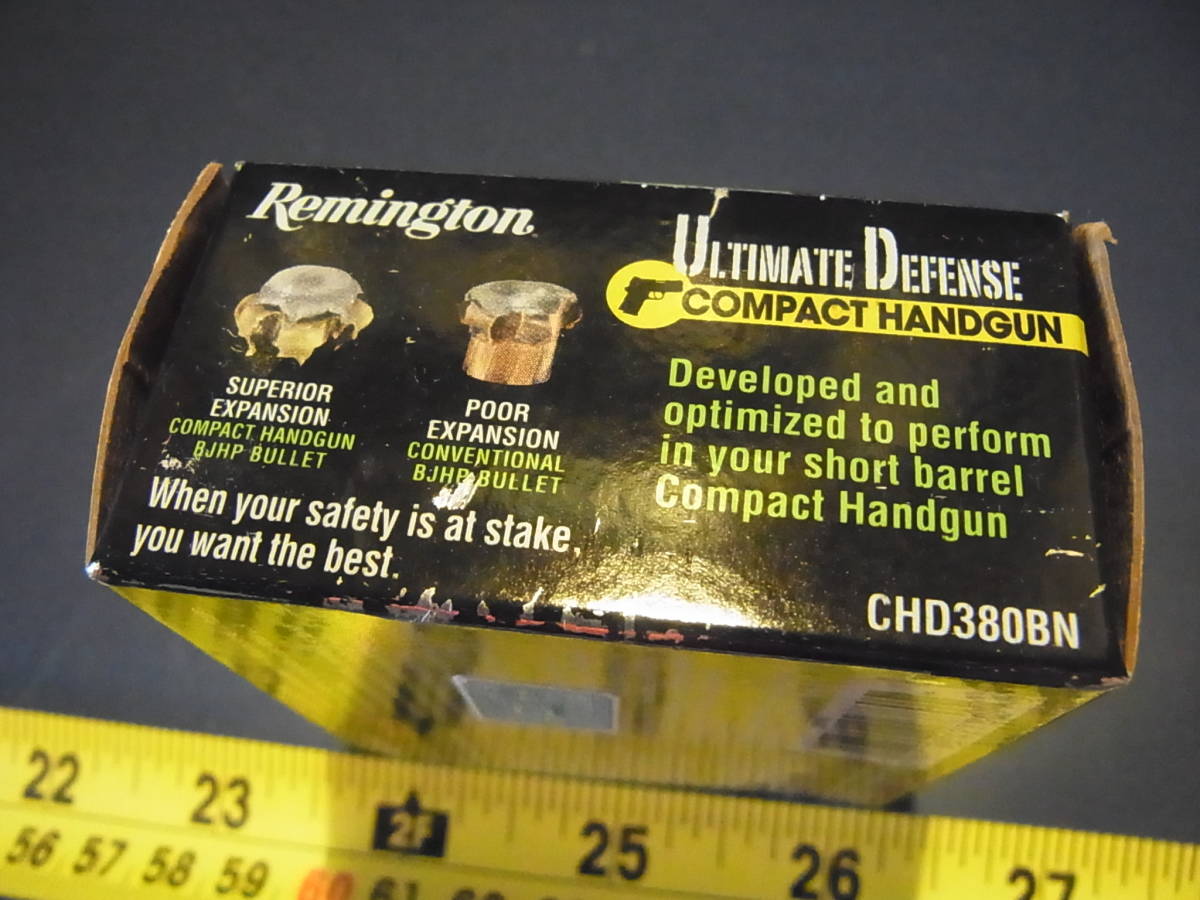 Remington
ULTIMATE DEFENSE
COMPACT HANDGUN
SUPERIOR
EXPANSION
COMPACT HANDGUN
BJHP BULLET
POOR
EXPANSION
CONVENTIONAL
BJHP BULLET
Developed and
optimized to perform
in your short barrel
Compact Handgun
When your safety is at stake,
you want the best.
CHD380BN
22 23 2F 25 26 27
56 57 58 59 60 61